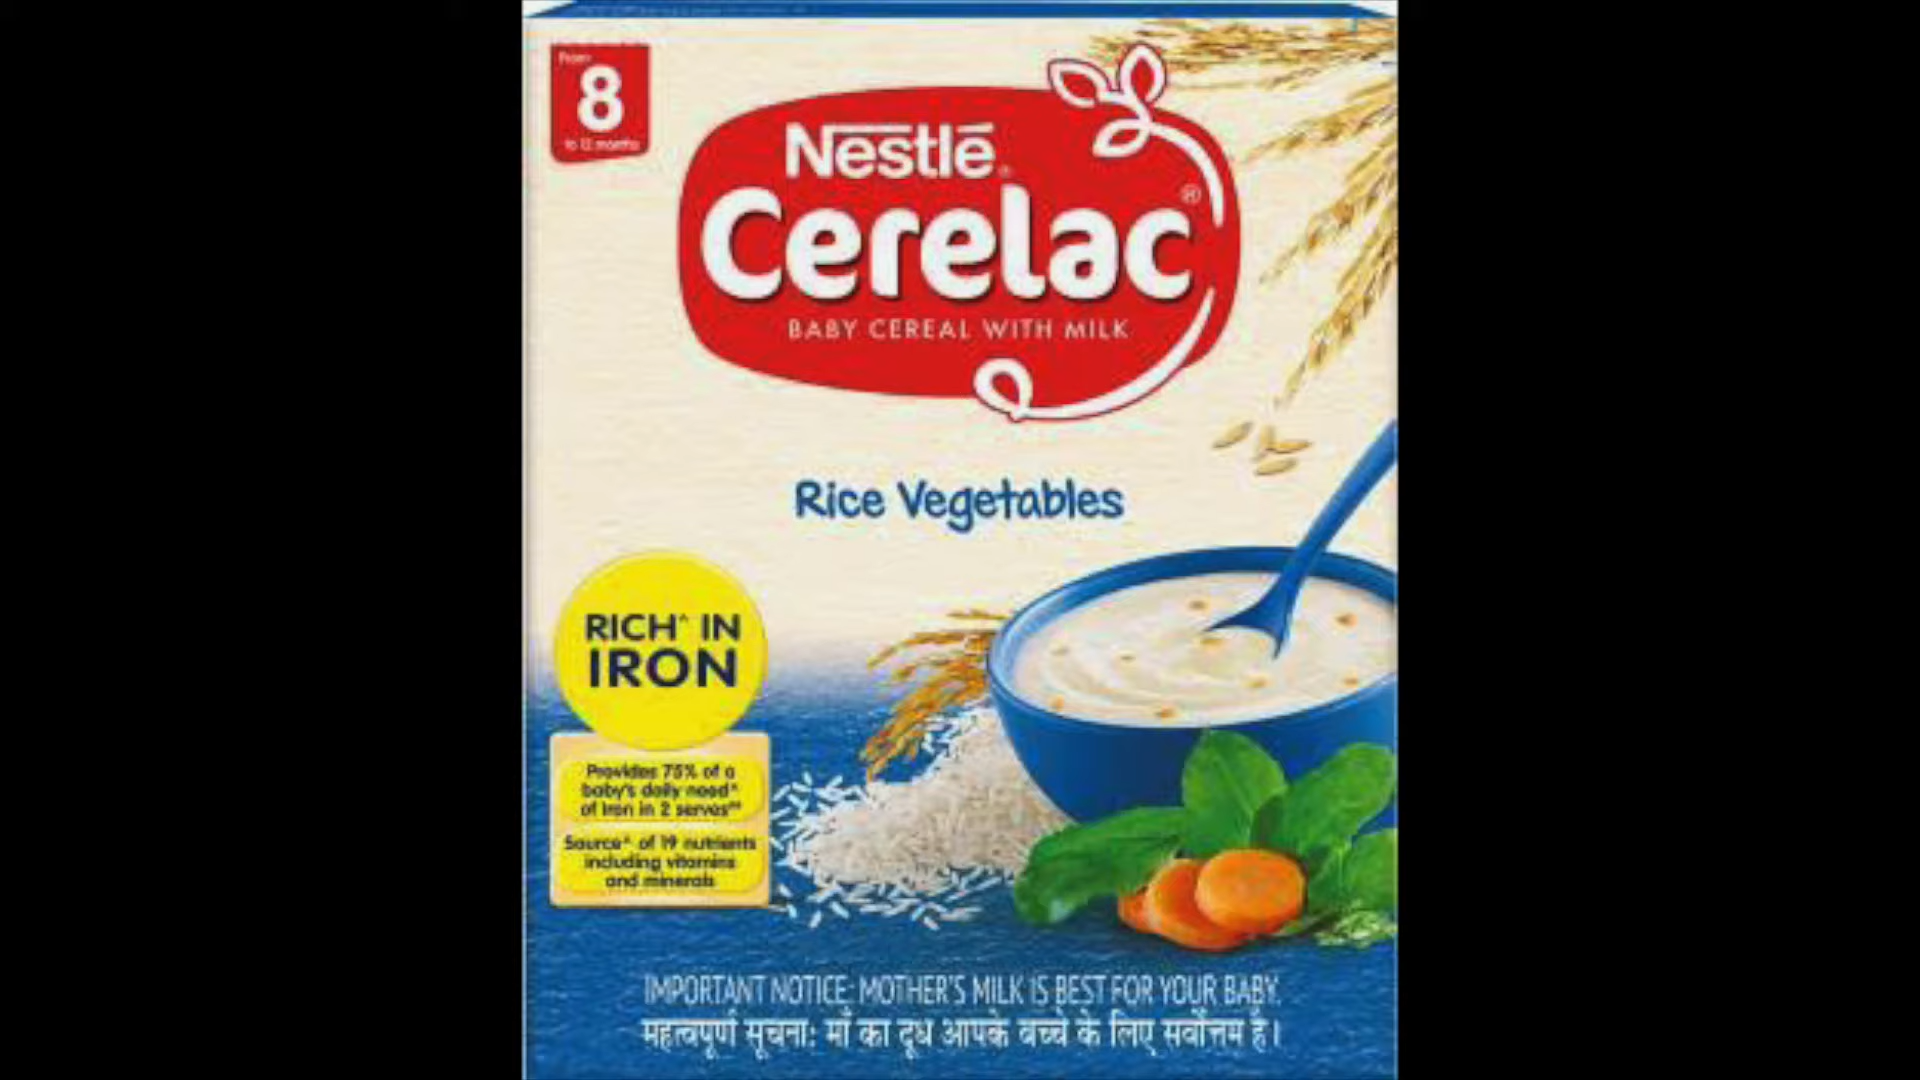 From
8
to 12 months
Nestlé®
Cerelac®
BABY CEREAL WITH MILK
Rice Vegetables
RICH^ IN
IRON
Provides 75% of a
baby's daily need*
of Iron in 2 serves**
Source^ of 19 nutrients
including vitamins
and minerals
IMPORTANT NOTICE: MOTHER'S MILK IS BEST FOR YOUR BABY.
महत्वपूर्ण सूचना: माँ का दूध आपके बच्चे के लिए सर्वोत्तम है।